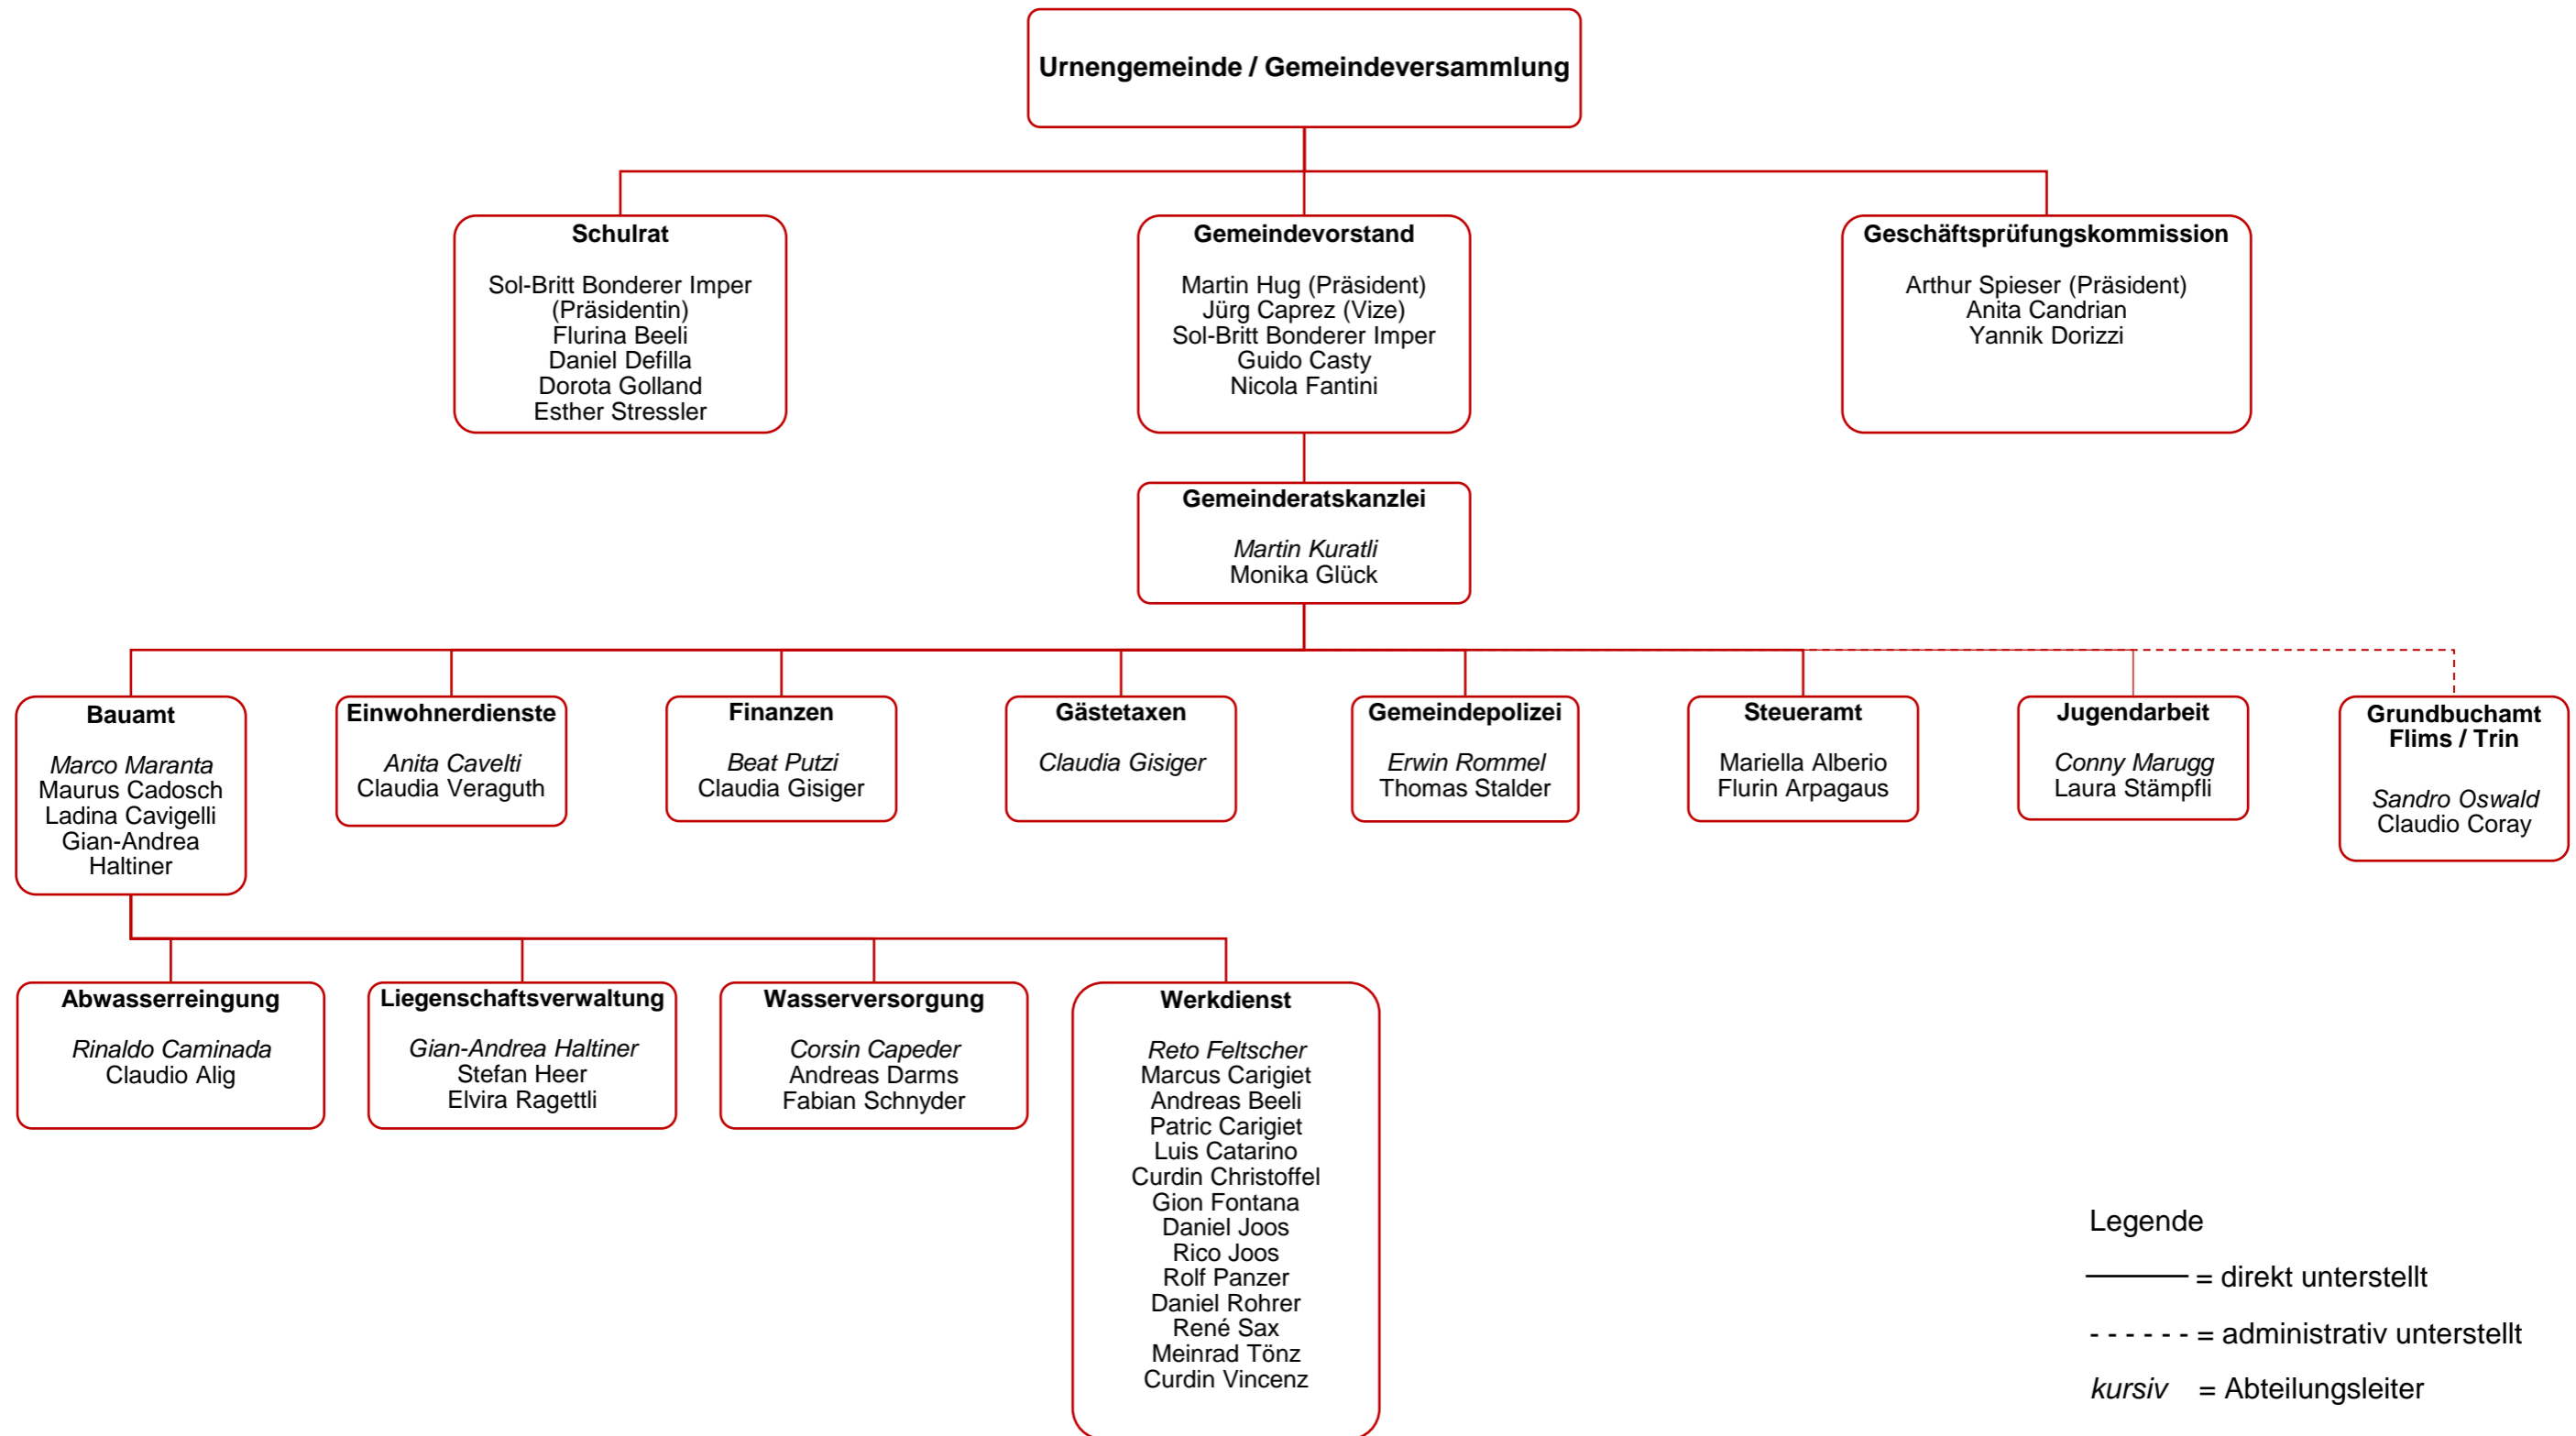 Urnengemeinde / Gemeindeversammlung
Schulrat
Sol-Britt Bonderer Imper
(Präsidentin)
Flurina Beeli
Daniel Defilla
Dorota Golland
Esther Stressler
Gemeindevorstand
Martin Hug (Präsident)
Jürg Caprez (Vize)
Sol-Britt Bonderer Imper
Guido Casty
Nicola Fantini
Geschäftsprüfungskommission
Arthur Spieser (Präsident)
Anita Candrian
Yannik Dorizzi
Gemeinderatskanzlei
Martin Kuratli
Monika Glück
Bauamt
Marco Maranta
Maurus Cadosch
Ladina Cavigelli
Gian-Andrea
Haltiner
Einwohnerdienste
Anita Cavelti
Claudia Veraguth
Finanzen
Beat Putzi
Claudia Gisiger
Gästetaxen
Claudia Gisiger
Gemeindepolizei
Erwin Rommel
Thomas Stalder
Steueramt
Mariella Alberio
Flurin Arpagaus
Jugendarbeit
Conny Marugg
Laura Stämpfli
Grundbuchamt
Flims / Trin
Sandro Oswald
Claudio Coray
Abwasserreingung
Rinaldo Caminada
Claudio Alig
Liegenschaftsverwaltung
Gian-Andrea Haltiner
Stefan Heer
Elvira Ragettli
Wasserversorgung
Corsin Capeder
Andreas Darms
Fabian Schnyder
Werkdienst
Reto Feltscher
Marcus Carigiet
Andreas Beeli
Patric Carigiet
Luis Catarino
Curdin Christoffel
Gion Fontana
Daniel Joos
Rico Joos
Rolf Panzer
Daniel Rohrer
René Sax
Meinrad Tönz
Curdin Vincenz
Legende
= direkt unterstellt
- - - - - - = administrativ unterstellt
kursiv = Abteilungsleiter